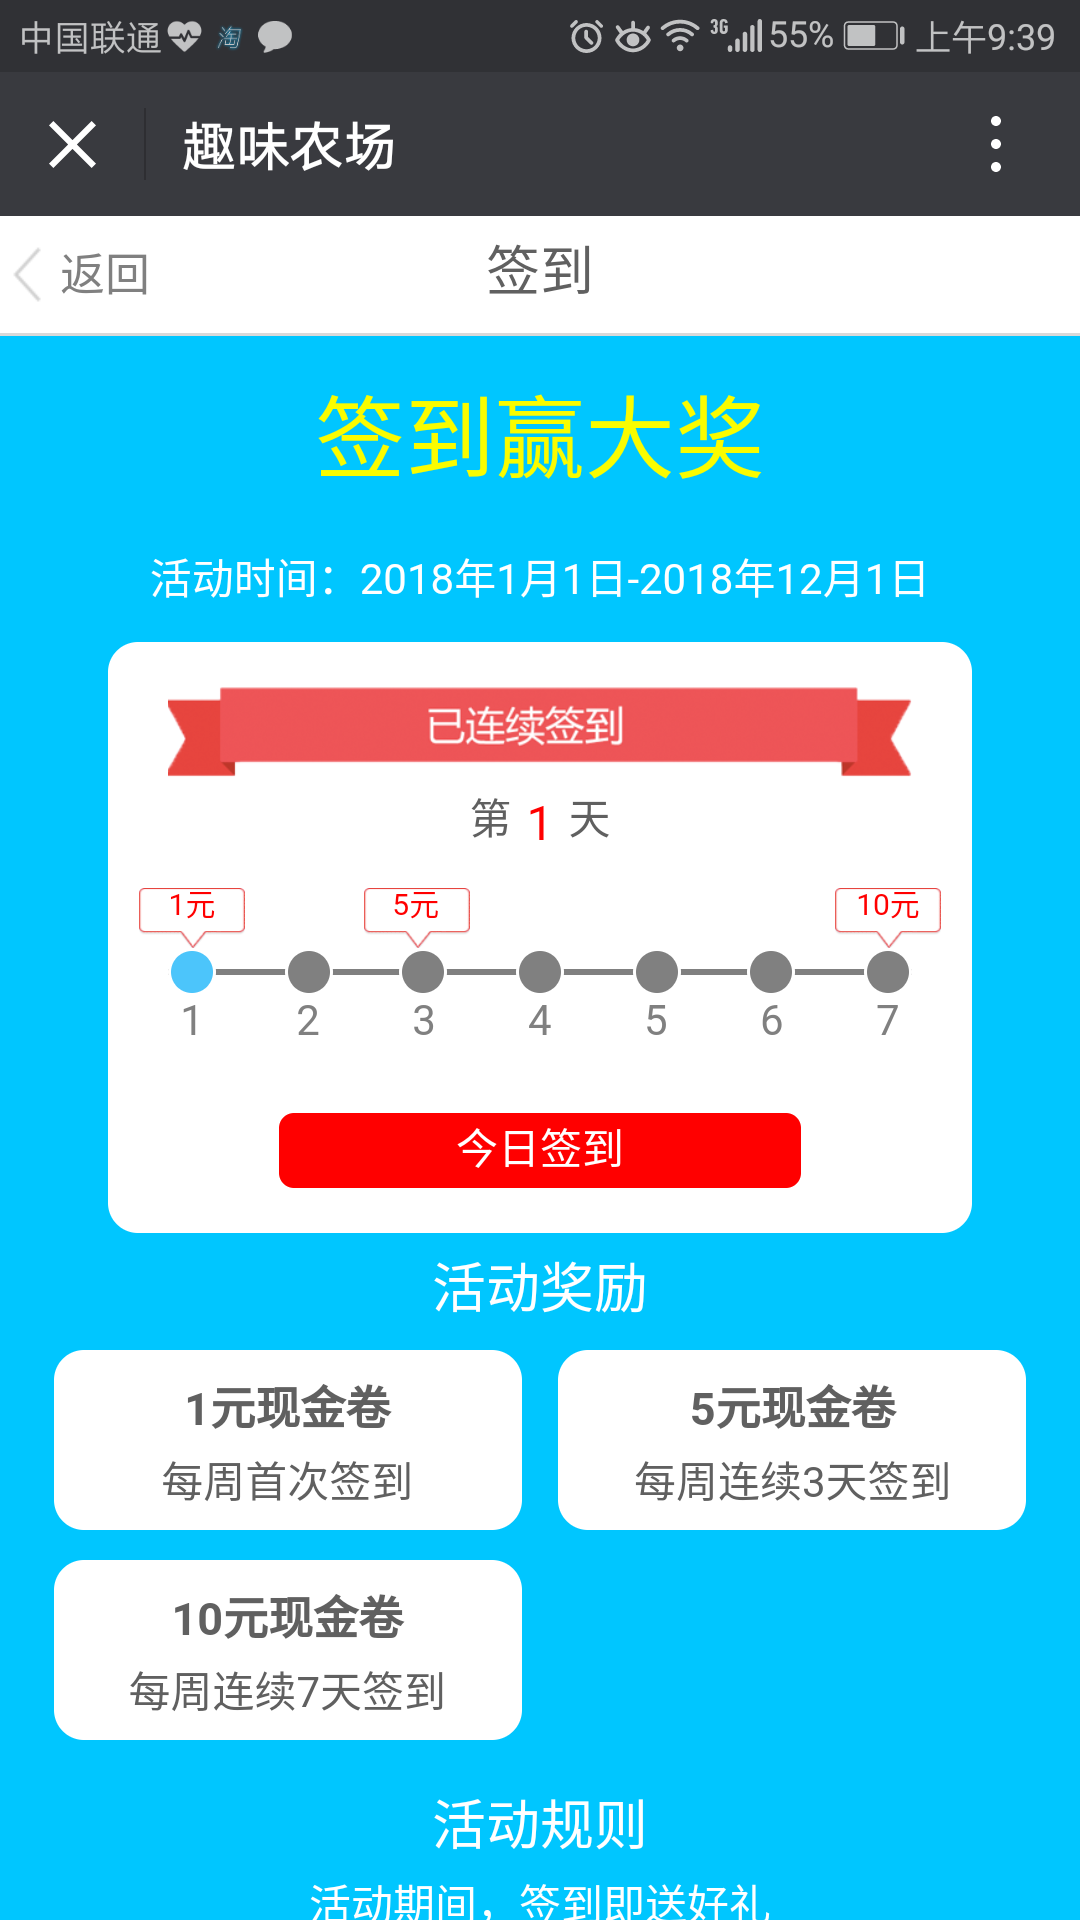 中国联通 淘 3G 55% 上午9:39
趣味农场
返回 签到
签到赢大奖
活动时间：2018年1月1日-2018年12月1日
已连续签到
第 1 天
1元 5元 10元
1 2 3 4 5 6 7
今日签到
活动奖励
1元现金卷 5元现金卷
每周首次签到 每周连续3天签到
10元现金卷
每周连续7天签到
活动规则
活动期间，签到即送好礼